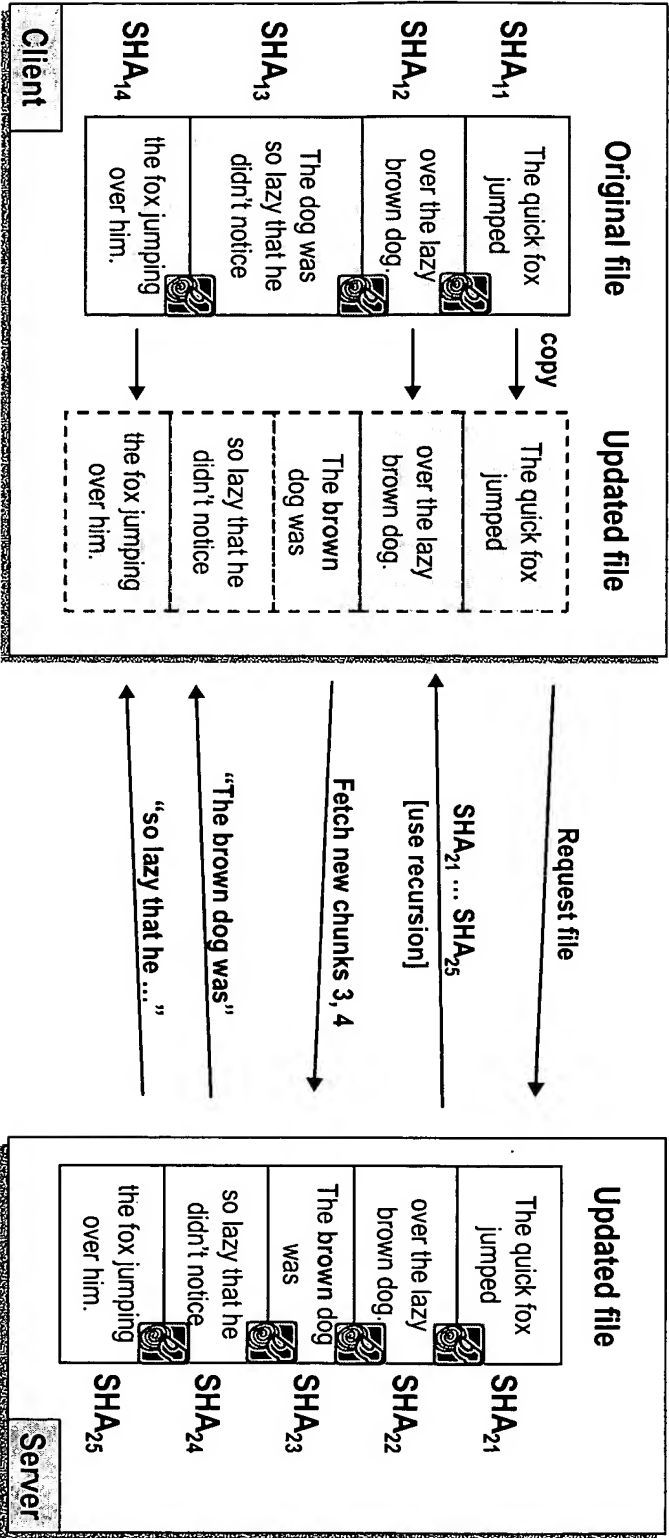 Original file
SHA11
The quick fox
jumped
SHA12
over the lazy
brown dog.
SHA13
The dog was
so lazy that he
didn't notice
SHA14
the fox jumping
over him.
copy
Updated file
The quick fox
jumped
over the lazy
brown dog.
The brown
dog was
so lazy that he
didn't notice
the fox jumping
over him.
Client
Request file
SHA21 ... SHA25
[use recursion]
Fetch new chunks 3, 4
“The brown dog was”
“so lazy that he ...”
Updated file
The quick fox
jumped
SHA21
over the lazy
brown dog.
SHA22
The brown dog
was
SHA23
so lazy that he
didn't notice
SHA24
the fox jumping
over him.
SHA25
Server